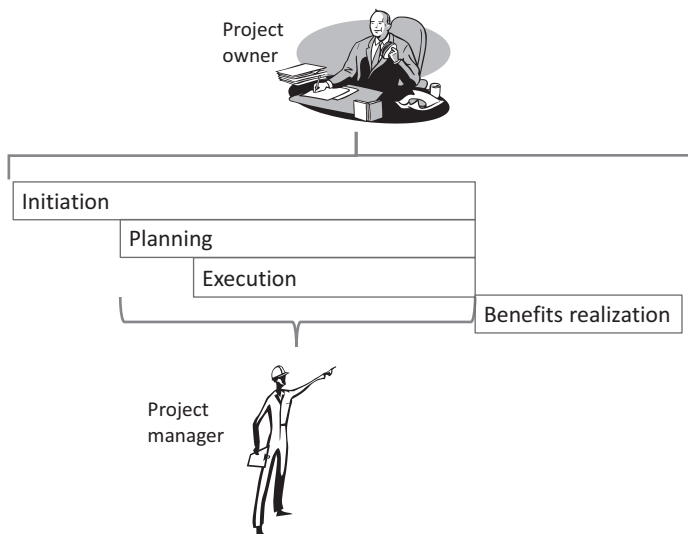 Project
owner
Initiation
Planning
Execution
Benefits realization
Project
manager